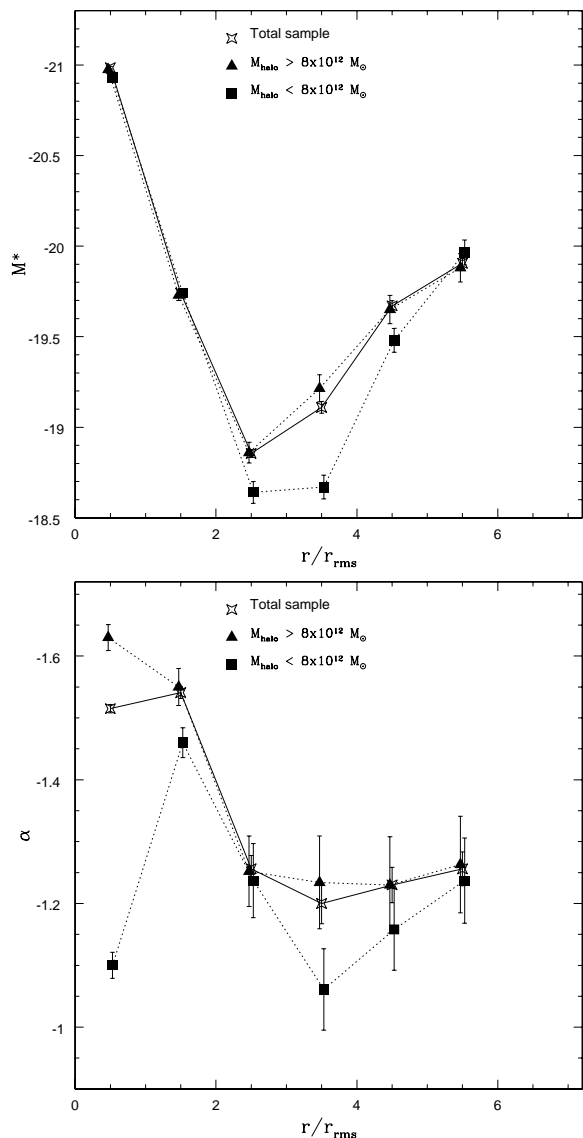 Total sample
M_halo > 8x10^12 M_⊙
M_halo < 8x10^12 M_⊙
-21
-20.5
-20
-19.5
-19
-18.5
M*
0
2
4
6
r/r_rms
Total sample
M_halo > 8x10^12 M_⊙
M_halo < 8x10^12 M_⊙
-1.6
-1.4
-1.2
-1
α
0
2
4
6
r/r_rms